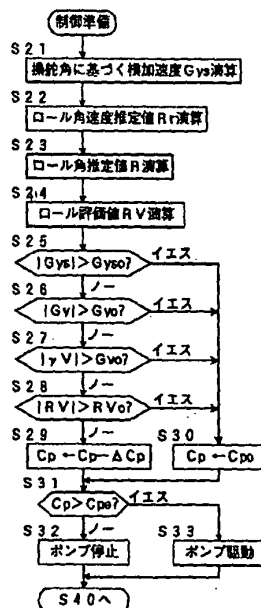 制御準備
S21
操舵角に基づく横加速度Gys演算
S22
ロール角速度推定値Rr演算
S23
ロール角推定値R演算
S24
ロール評価値RV演算
S25
|Gys|>Gyso?
イエス
S26
ノー
|Gy|>Gyo?
イエス
S27
ノー
|γV|>Gvo?
イエス
S28
ノー
|RV|>RVo?
イエス
S29
ノー
S30
Cp←Cp-ΔCp
Cp←Cpo
S31
Cp>Cpe?
イエス
S32
ノー
S33
ポンプ停止
ポンプ駆動
S40へ